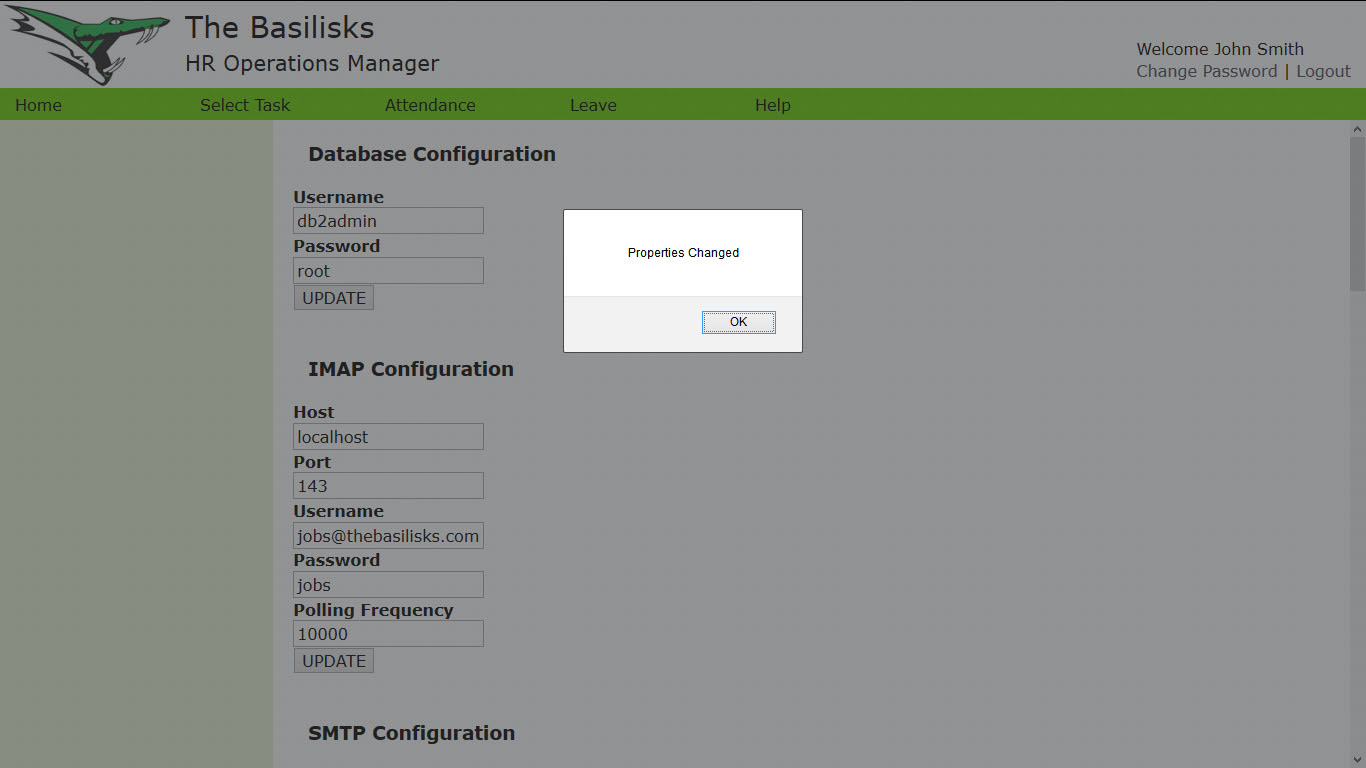 The Basilisks
HR Operations Manager
Welcome John Smith
Change Password | Logout
Home Select Task Attendance Leave Help
Database Configuration
Username
db2admin
Password
root
UPDATE
Properties Changed
OK
IMAP Configuration
Host
localhost
Port
143
Username
jobs@thebasilisks.com
Password
jobs
Polling Frequency
10000
UPDATE
SMTP Configuration